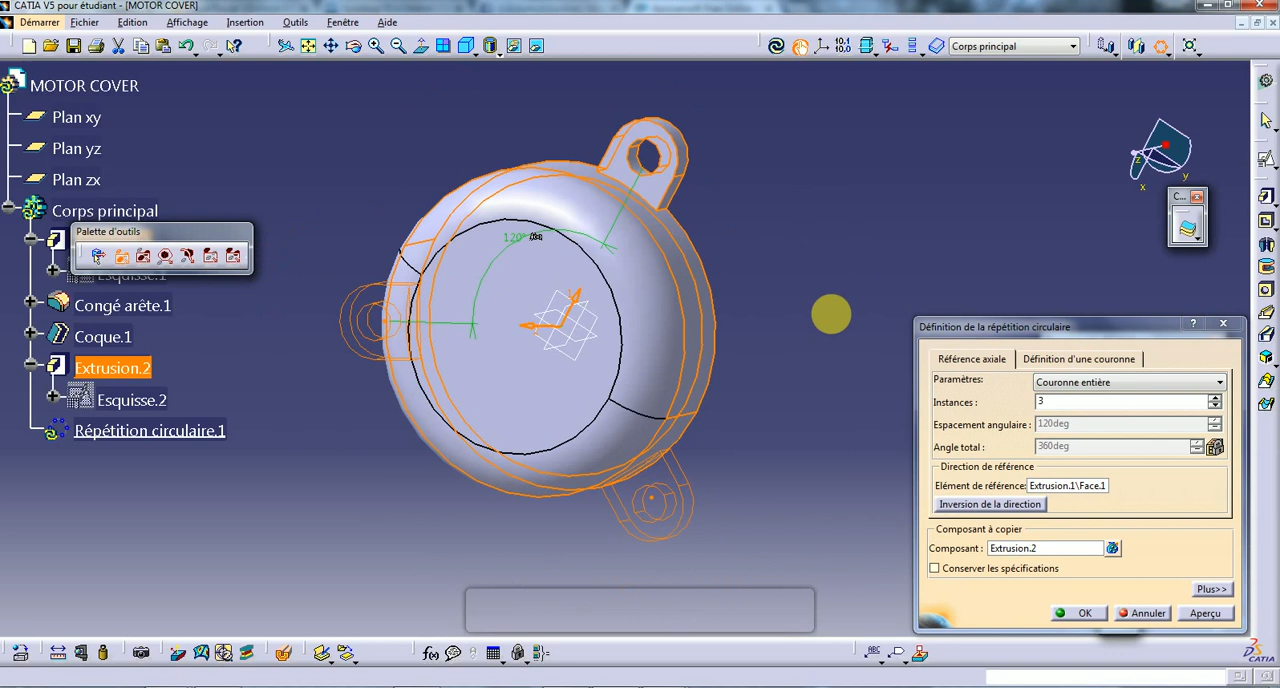 CATIA V5 pour étudiant - [MOTOR COVER]
Démarrer Fichier Edition Affichage Insertion Outils Fenêtre Aide
Corps principal
MOTOR COVER
Plan xy
Plan yz
Plan zx
Corps principal
Palette d'outils
Esquisse.1
Congé arête.1
Coque.1
Extrusion.2
Esquisse.2
Répétition circulaire.1
120°
z
x
y
C...
Définition de la répétition circulaire
Référence axiale Définition d'une couronne
Paramètres: Couronne entière
Instances : 3
Espacement angulaire : 120deg
Angle total : 360deg
Direction de référence
Elément de référence: Extrusion.1\Face.1
Inversion de la direction
Composant à copier
Composant : Extrusion.2
Conserver les spécifications
Plus>>
OK Annuler Aperçu
f(x)
ABC
CATIA